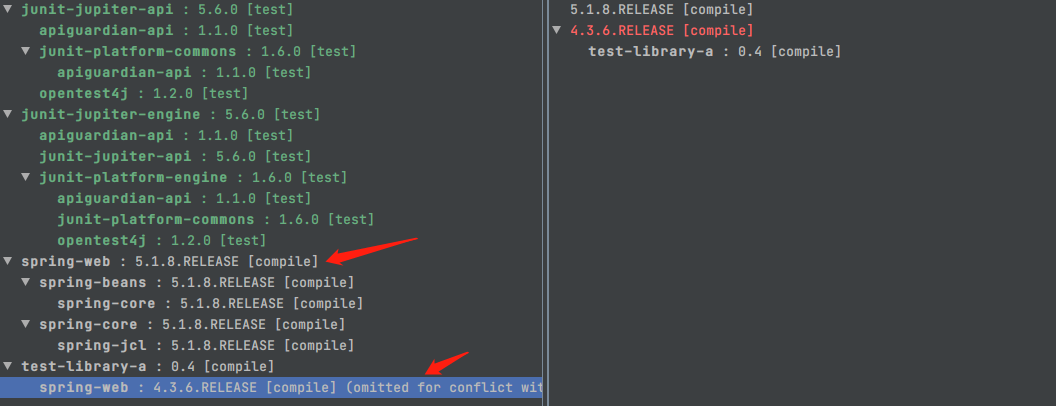 junit-jupiter-api : 5.6.0 [test]
apiguardian-api : 1.1.0 [test]
junit-platform-commons : 1.6.0 [test]
apiguardian-api : 1.1.0 [test]
opentest4j : 1.2.0 [test]
junit-jupiter-engine : 5.6.0 [test]
apiguardian-api : 1.1.0 [test]
junit-jupiter-api : 5.6.0 [test]
junit-platform-engine : 1.6.0 [test]
apiguardian-api : 1.1.0 [test]
junit-platform-commons : 1.6.0 [test]
opentest4j : 1.2.0 [test]
spring-web : 5.1.8.RELEASE [compile]
spring-beans : 5.1.8.RELEASE [compile]
spring-core : 5.1.8.RELEASE [compile]
spring-core : 5.1.8.RELEASE [compile]
spring-jcl : 5.1.8.RELEASE [compile]
test-library-a : 0.4 [compile]
spring-web : 4.3.6.RELEASE [compile] (omitted for conflict wit
5.1.8.RELEASE [compile]
4.3.6.RELEASE [compile]
test-library-a : 0.4 [compile]